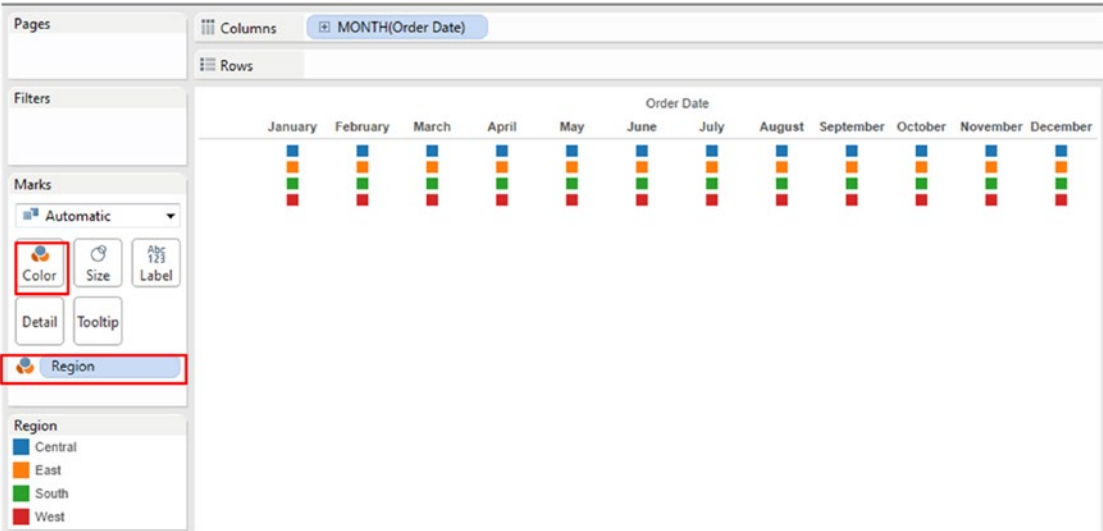 Pages
Columns
MONTH(Order Date)
Rows
Filters
Order Date
January February March April May June July August September October November December
Marks
Automatic
Color Size Abc 123 Label
Detail Tooltip
Region
Region
Central
East
South
West